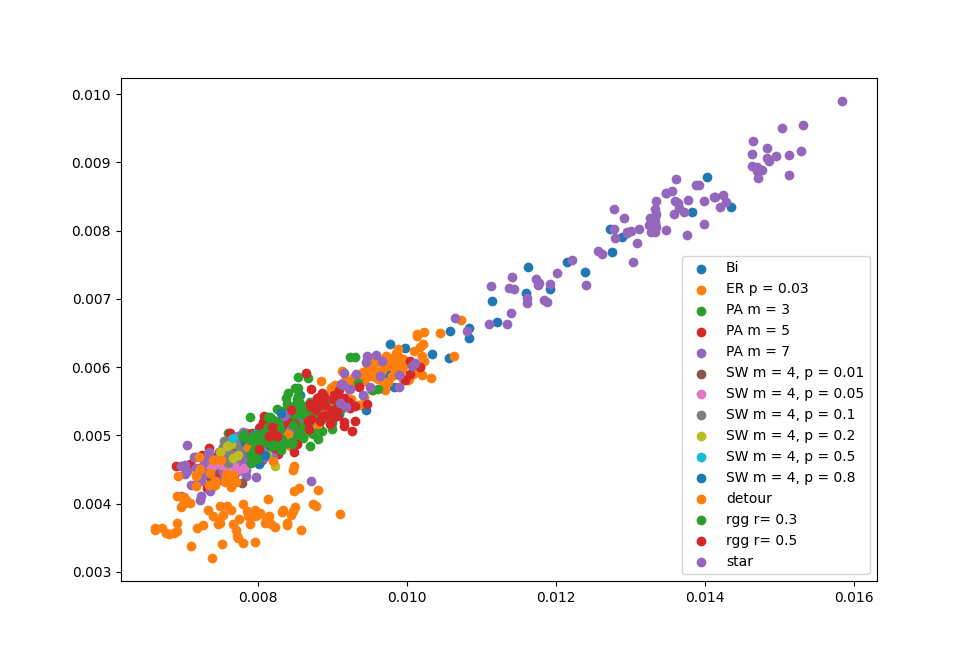 0.010
0.009
0.008
0.007
0.006
0.005
0.004
0.003
0.008
0.010
0.012
0.014
0.016
Bi
ER p = 0.03
PA m = 3
PA m = 5
PA m = 7
SW m = 4, p = 0.01
SW m = 4, p = 0.05
SW m = 4, p = 0.1
SW m = 4, p = 0.2
SW m = 4, p = 0.5
SW m = 4, p = 0.8
detour
rgg r= 0.3
rgg r= 0.5
star